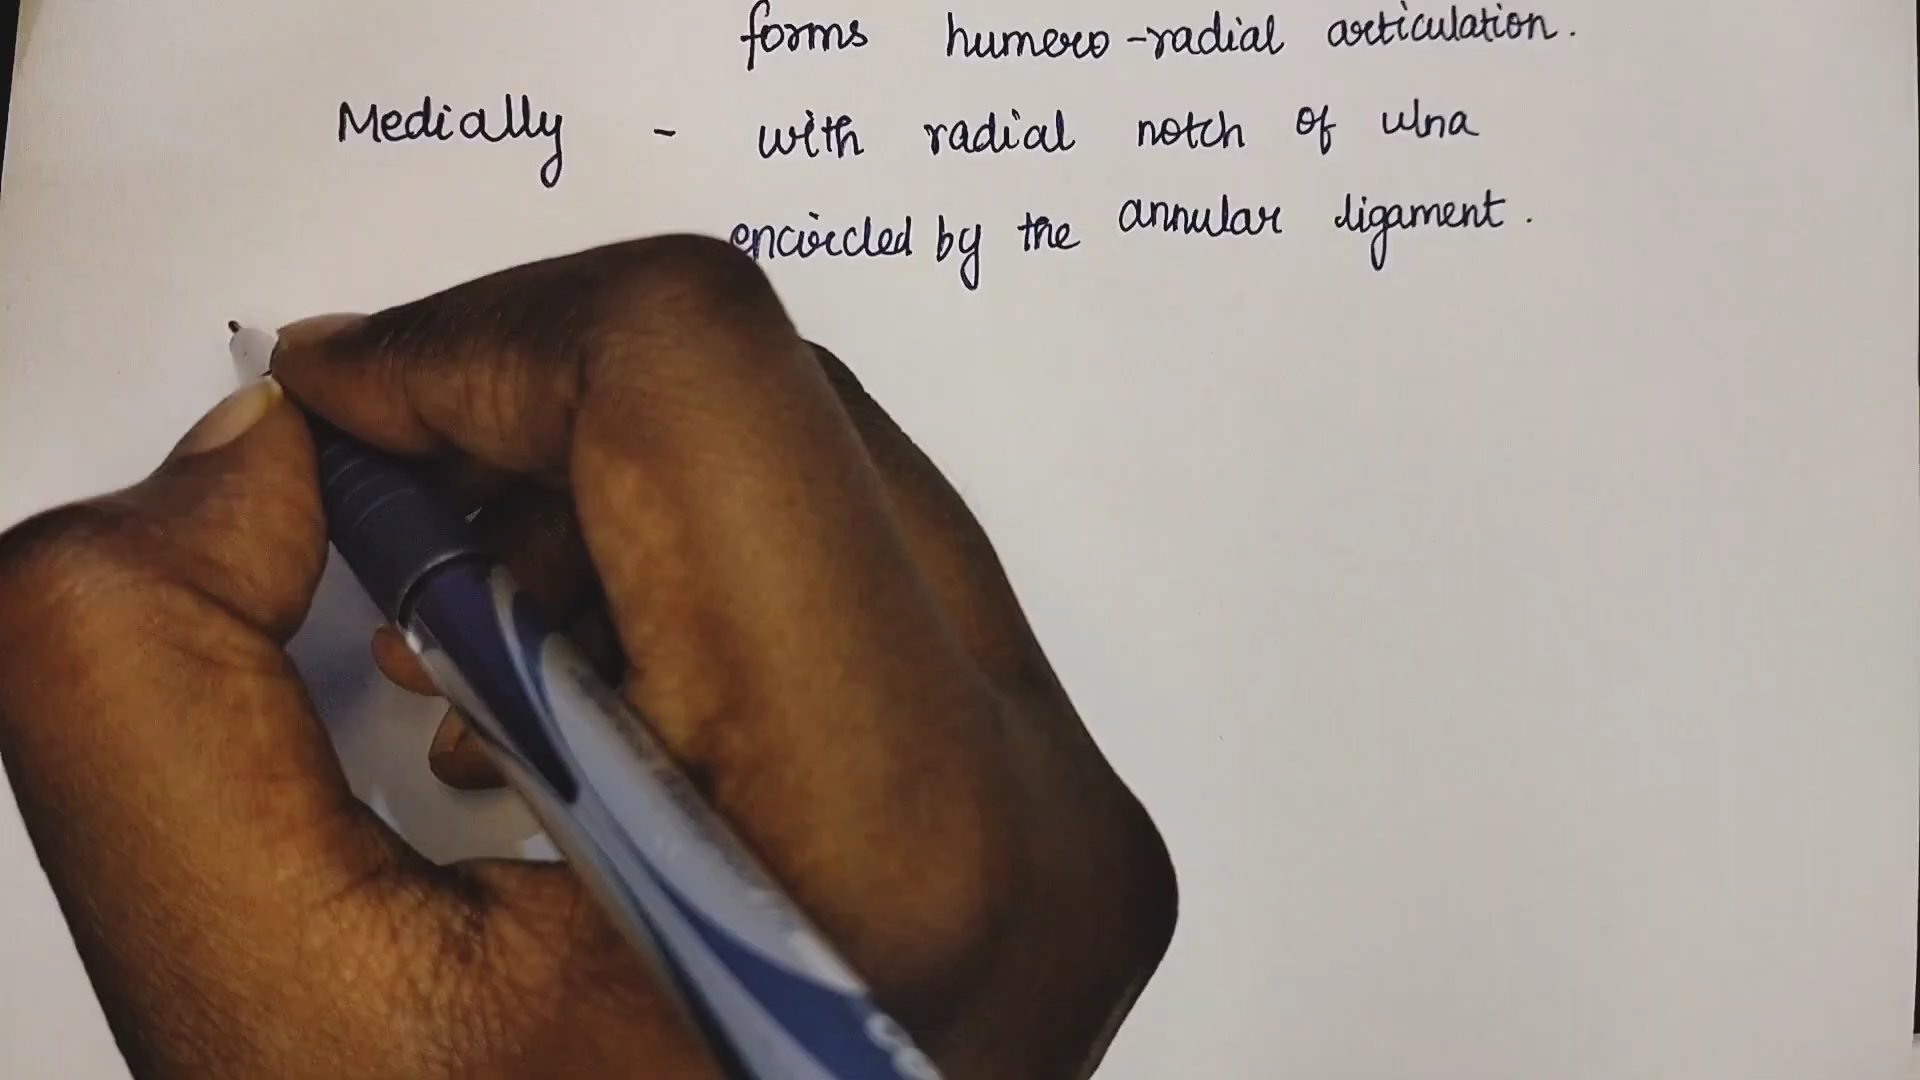 forms humero-radial articulation.
Medially - with radial notch of ulna
encircled by the annular ligament.